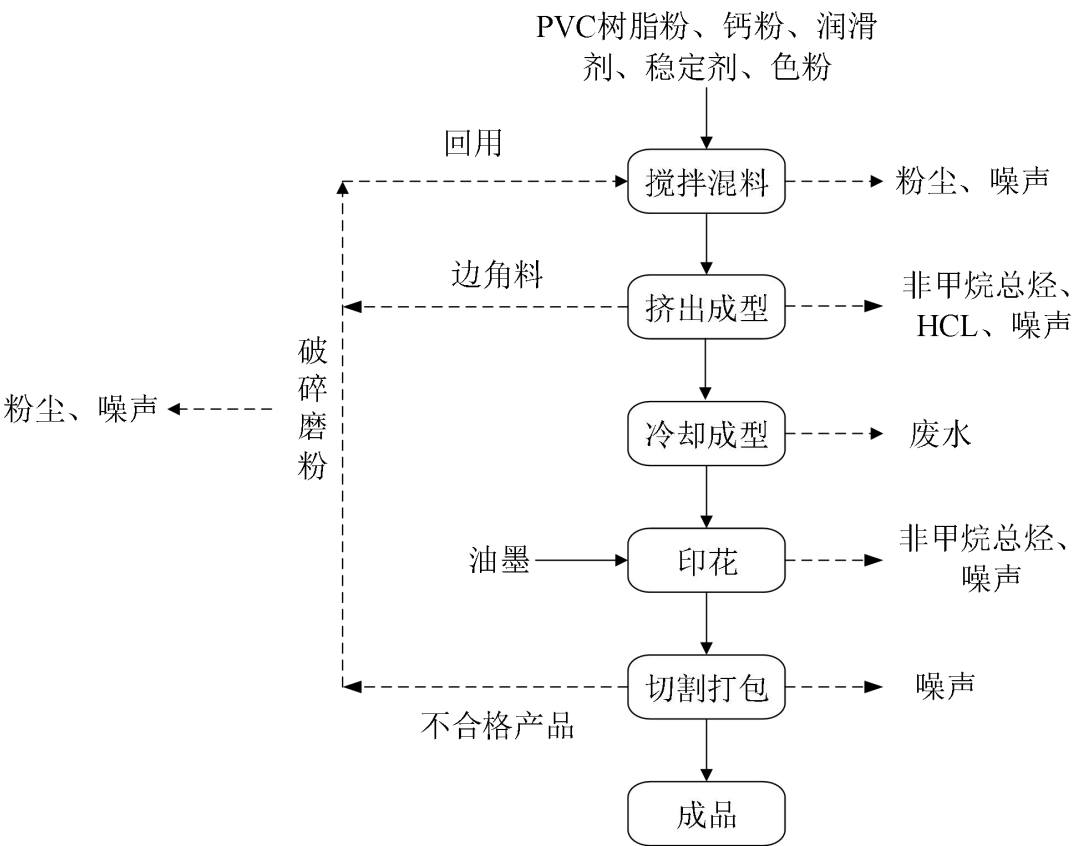 PVC树脂粉、钙粉、润滑
剂、稳定剂、色粉
回用
搅拌混料
粉尘、噪声
边角料
挤出成型
非甲烷总烃、
HCL、噪声
破碎磨粉
粉尘、噪声
冷却成型
废水
油墨
印花
非甲烷总烃、
噪声
切割打包
噪声
不合格产品
成品